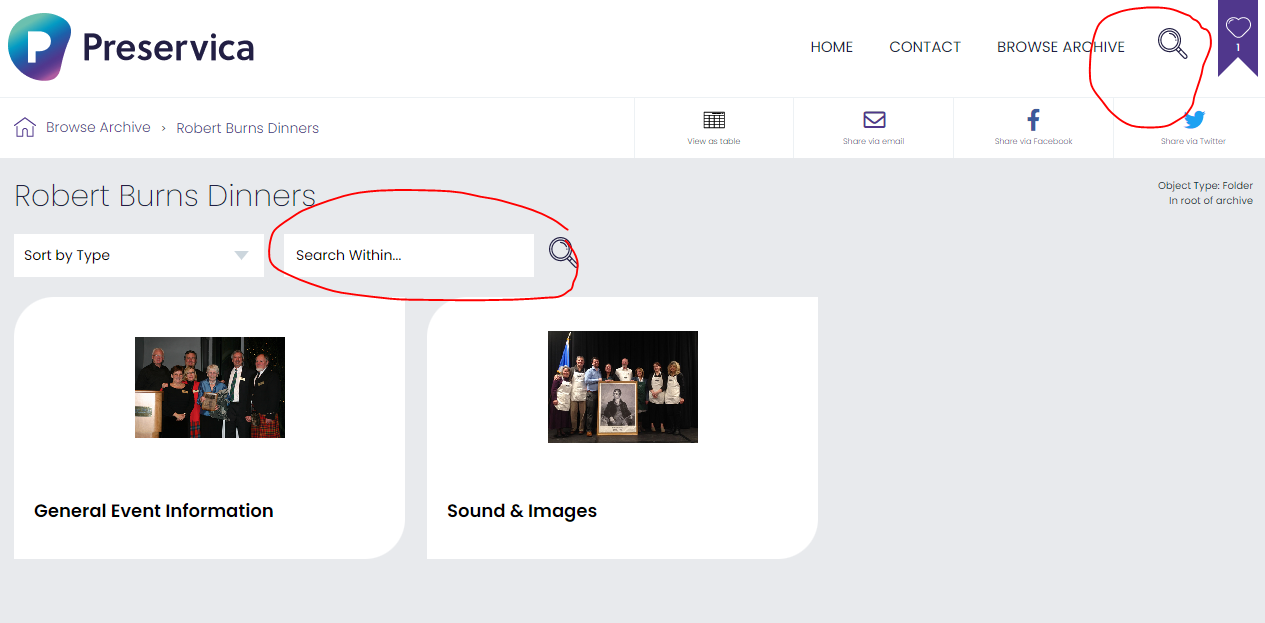 Preservica
HOME CONTACT BROWSE ARCHIVE
1
Browse Archive > Robert Burns Dinners
View as table
Share via email
Share via Facebook
Share via Twitter
Robert Burns Dinners
Object Type: Folder
In root of archive
Sort by Type
Search Within...
General Event Information
Sound & Images